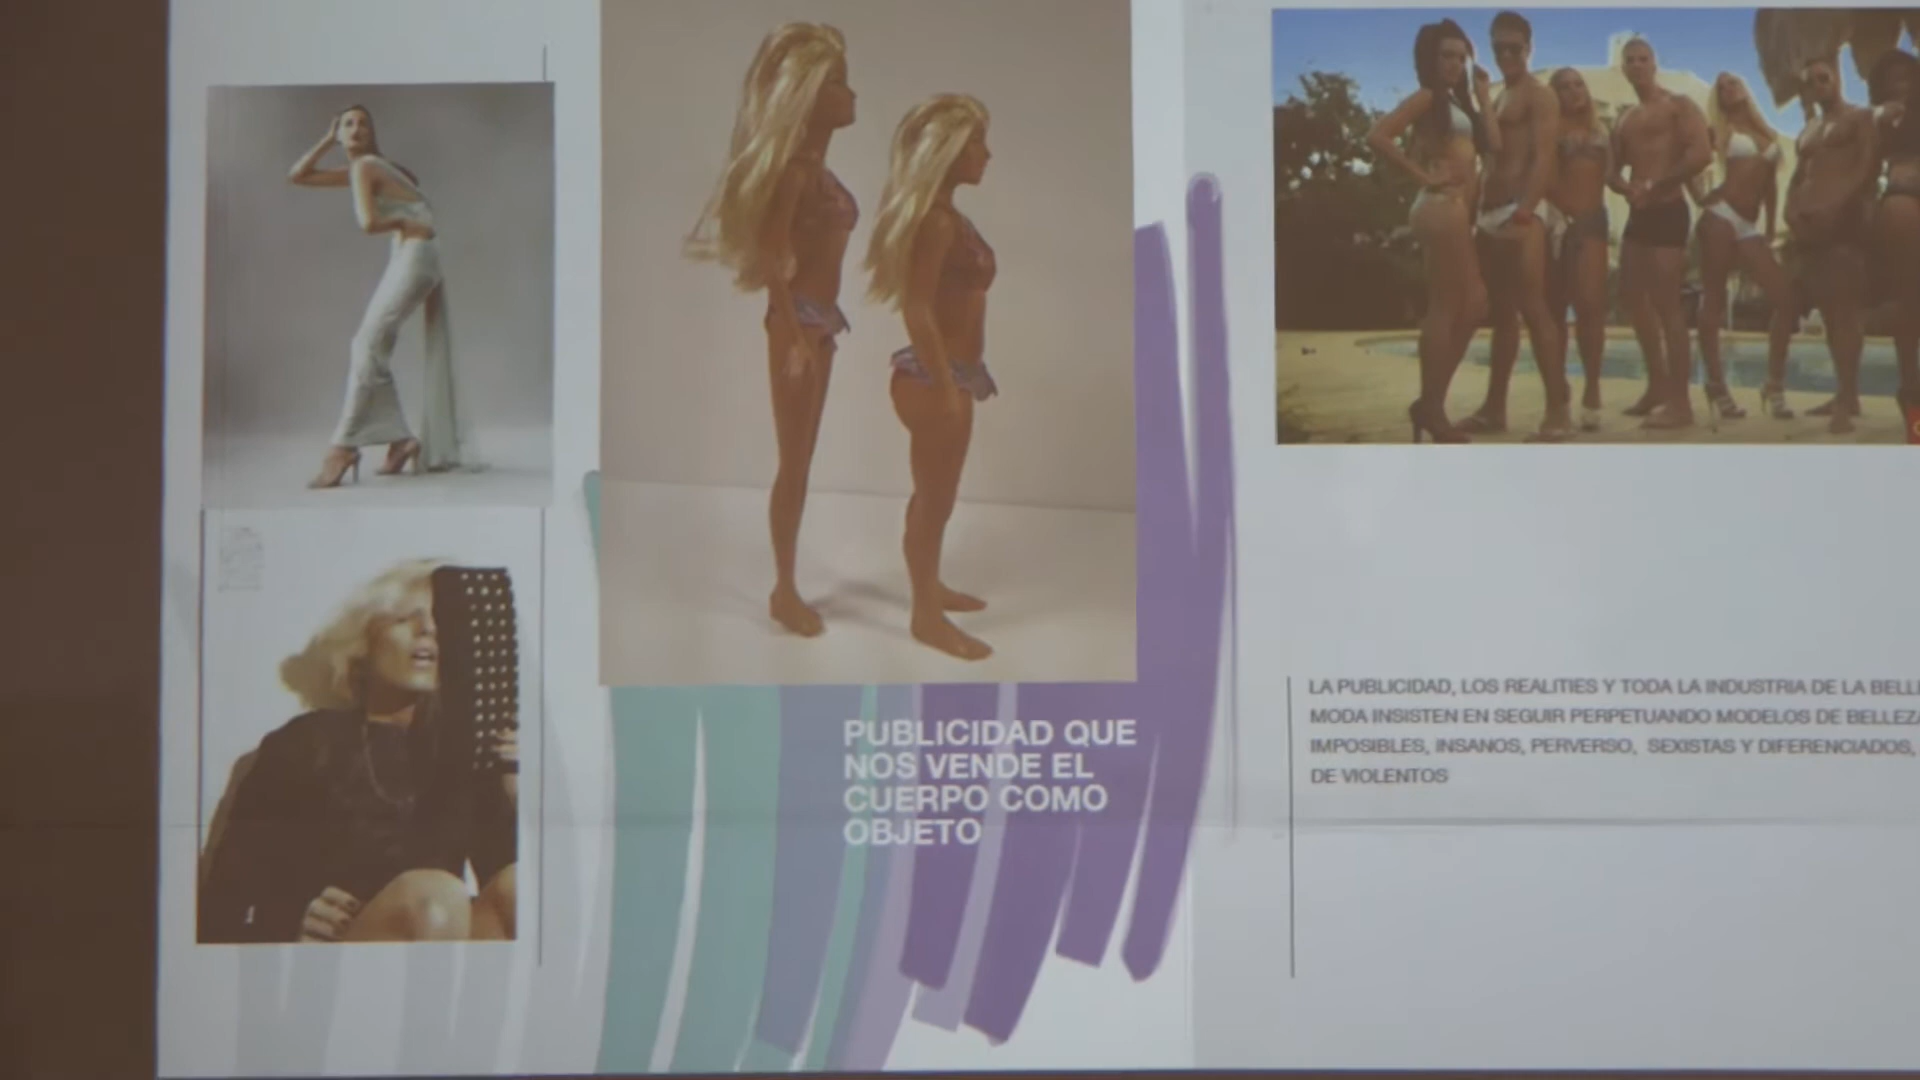 PUBLICIDAD QUE
NOS VENDE EL
CUERPO COMO
OBJETO
LA PUBLICIDAD, LOS REALITIES Y TODA LA INDUSTRIA DE LA
MODA INSISTEN EN SEGUIR PERPETUANDO MODELOS DE
IMPOSIBLES, INSANOS, PERVERSO, SEXISTAS Y DIFERENCIADOS,
DE VIOLENTOS